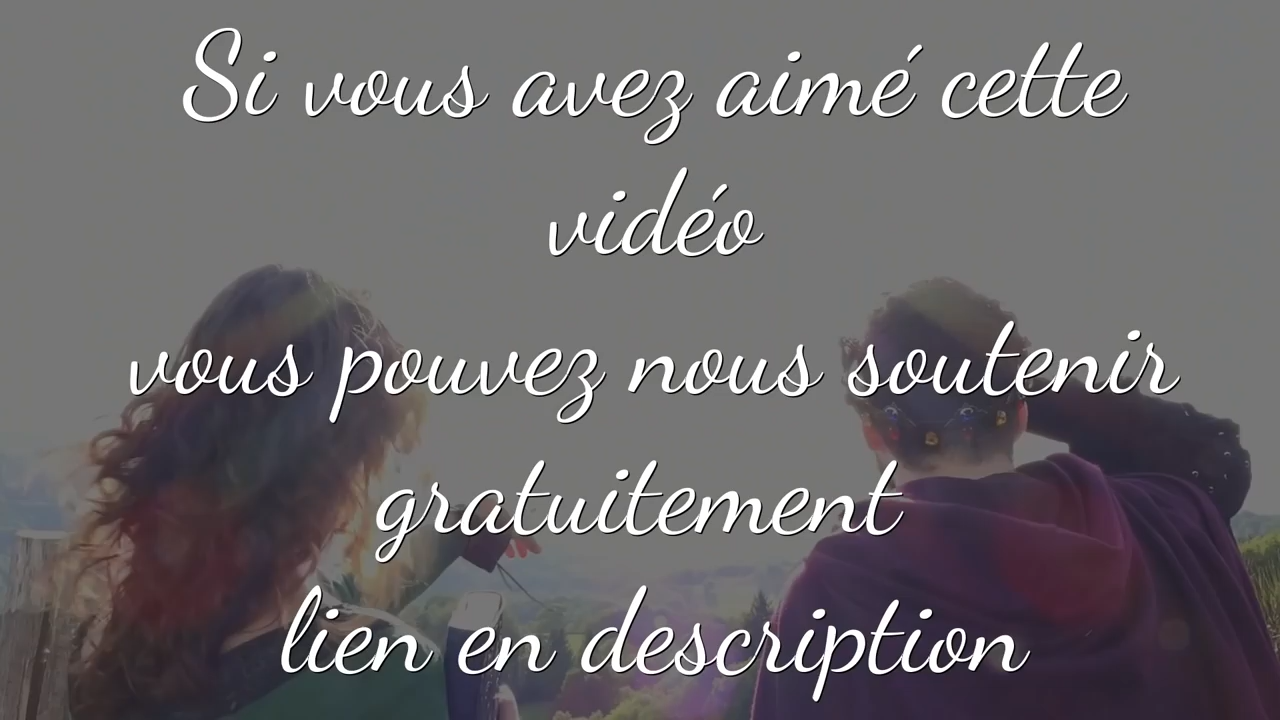 Si vous avez aimé cette
vidéo
vous pouvez nous soutenir
gratuitement
lien en description